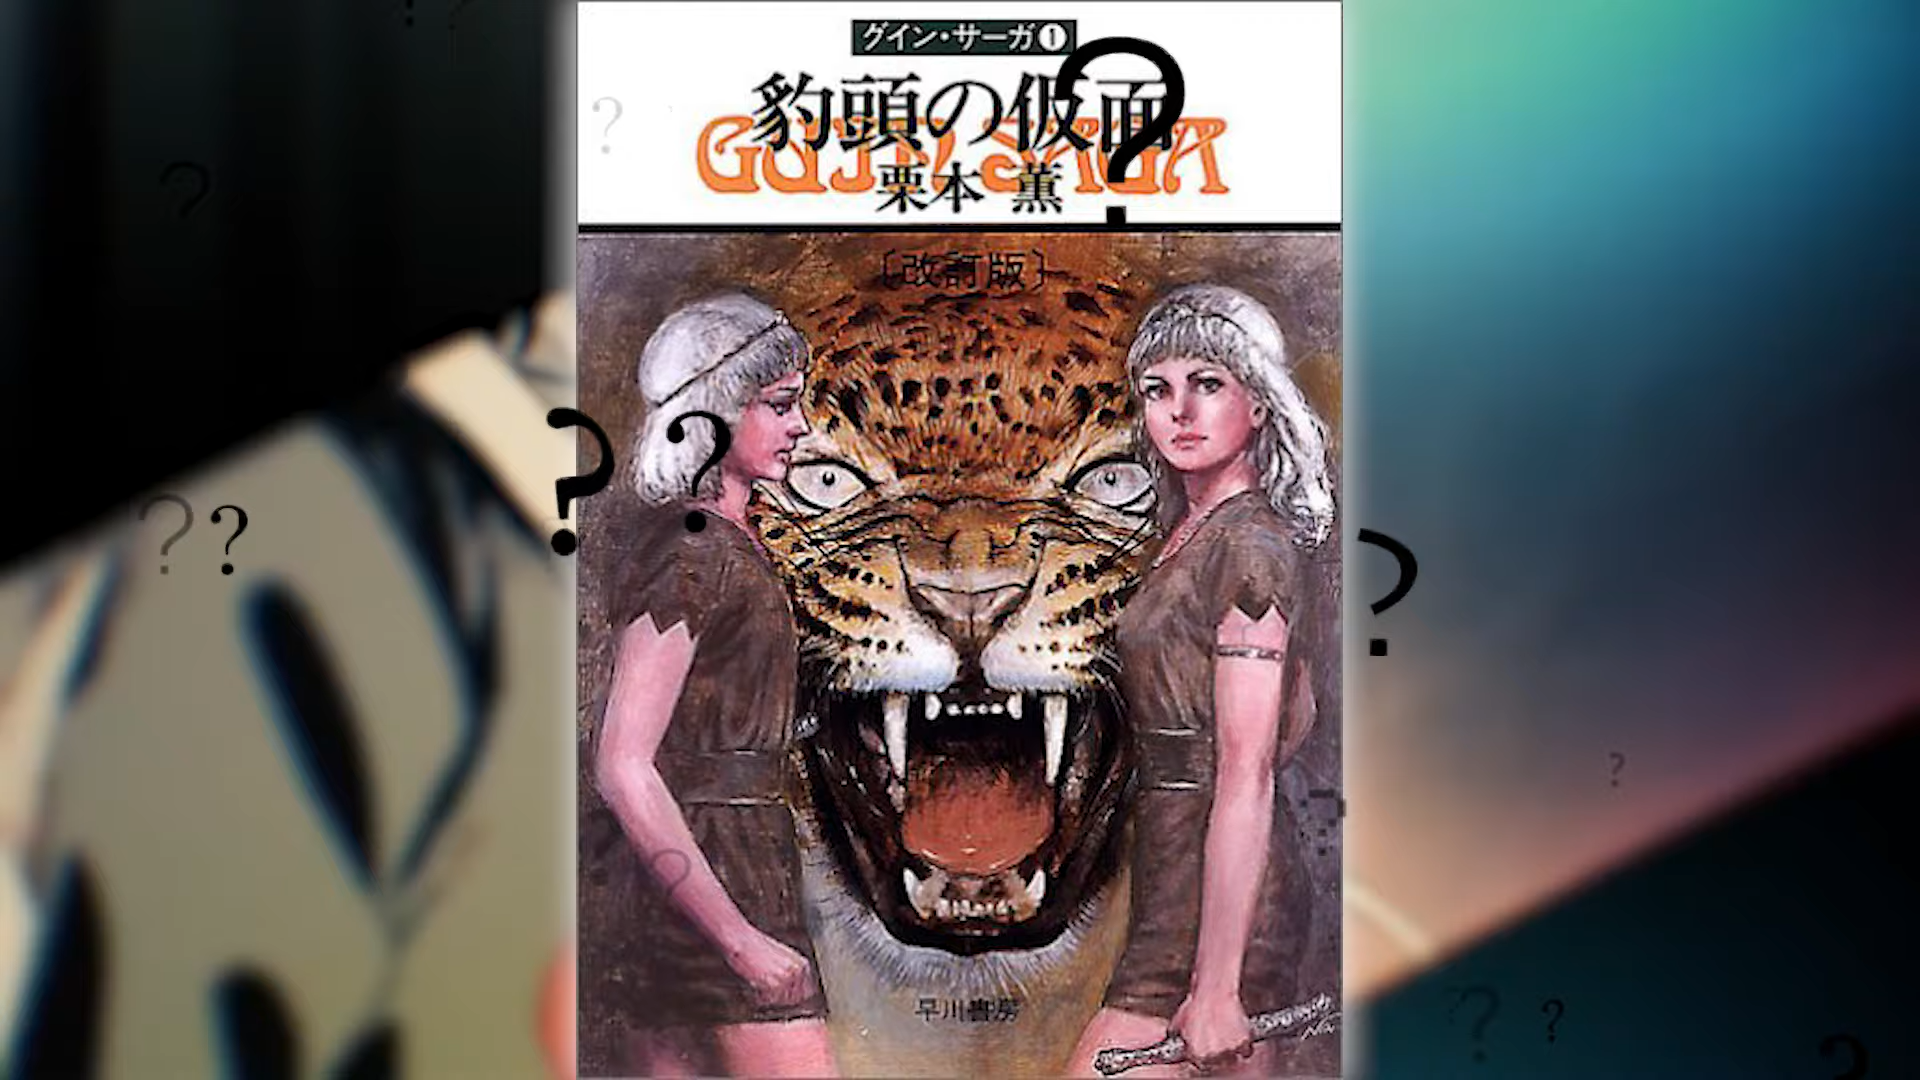 グイン・サーガ❶
豹頭の仮面
GUIN SAGA
栗本 薫
〔改訂版〕
早川書房
? ? ? ? ? ? ? ? ? ? ? ?